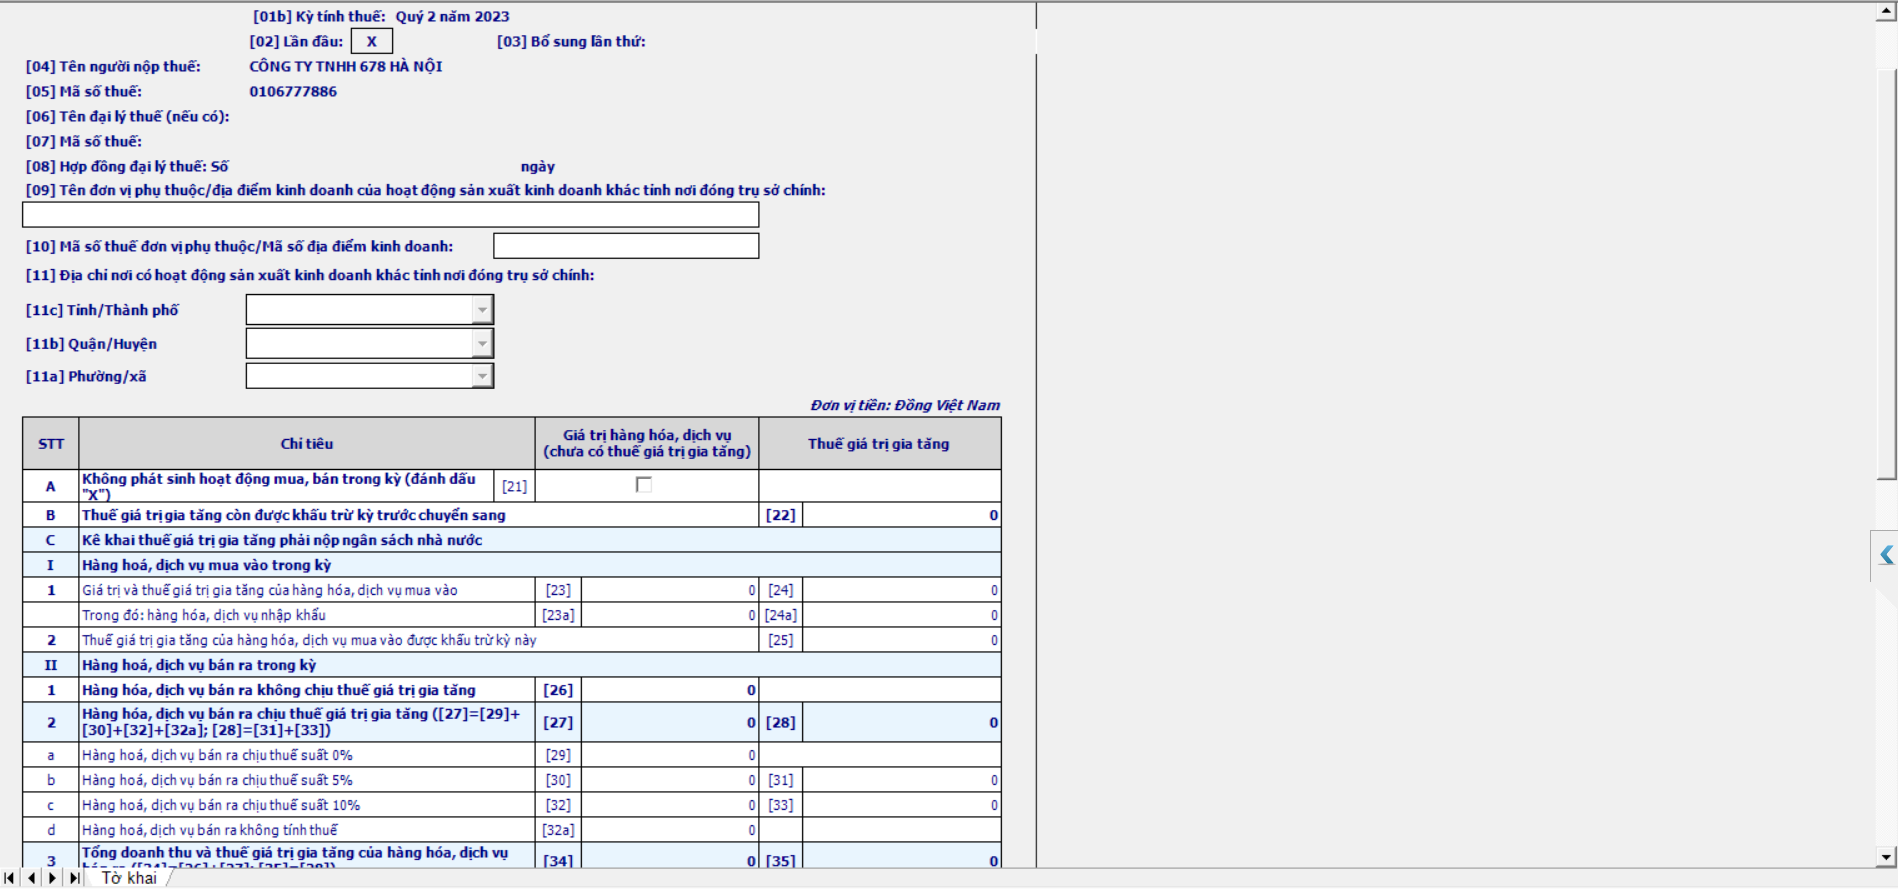 [01b] Kỳ tính thuế: Quý 2 năm 2023
[02] Lần đầu: X [03] Bổ sung lần thứ:
[04] Tên người nộp thuế: CÔNG TY TNHH 678 HÀ NỘI
[05] Mã số thuế: 0106777886
[06] Tên đại lý thuế (nếu có):
[07] Mã số thuế:
[08] Hợp đồng đại lý thuế: Số ngày
[09] Tên đơn vị phụ thuộc/địa điểm kinh doanh của hoạt động sản xuất kinh doanh khác tỉnh nơi đóng trụ sở chính:
[10] Mã số thuế đơn vị phụ thuộc/Mã số địa điểm kinh doanh:
[11] Địa chỉ nơi có hoạt động sản xuất kinh doanh khác tỉnh nơi đóng trụ sở chính:
[11c] Tỉnh/Thành phố
[11b] Quận/Huyện
[11a] Phường/xã
Đơn vị tiền: Đồng Việt Nam
STT Chỉ tiêu Giá trị hàng hóa, dịch vụ (chưa có thuế giá trị gia tăng) Thuế giá trị gia tăng
A Không phát sinh hoạt động mua, bán trong kỳ (đánh dấu "X") [21]
B Thuế giá trị gia tăng còn được khấu trừ kỳ trước chuyển sang [22] 0
C Kê khai thuế giá trị gia tăng phải nộp ngân sách nhà nước
I Hàng hoá, dịch vụ mua vào trong kỳ
1 Giá trị và thuế giá trị gia tăng của hàng hóa, dịch vụ mua vào [23] 0 [24] 0
Trong đó: hàng hóa, dịch vụ nhập khẩu [23a] 0 [24a] 0
2 Thuế giá trị gia tăng của hàng hóa, dịch vụ mua vào được khấu trừ kỳ này [25] 0
II Hàng hoá, dịch vụ bán ra trong kỳ
1 Hàng hóa, dịch vụ bán ra không chịu thuế giá trị gia tăng [26] 0
2 Hàng hóa, dịch vụ bán ra chịu thuế giá trị gia tăng ([27]=[29]+
[30]+[32]+[32a]; [28]=[31]+[33]) [27] 0 [28] 0
a Hàng hoá, dịch vụ bán ra chịu thuế suất 0% [29] 0
b Hàng hoá, dịch vụ bán ra chịu thuế suất 5% [30] 0 [31] 0
c Hàng hoá, dịch vụ bán ra chịu thuế suất 10% [32] 0 [33] 0
d Hàng hoá, dịch vụ bán ra không tính thuế [32a] 0
3 Tổng doanh thu và thuế giá trị gia tăng của hàng hóa, dịch vụ
bán ra ([34]=[26]+[27]; [35]=[28]) [34] 0 [35] 0
Tờ khai